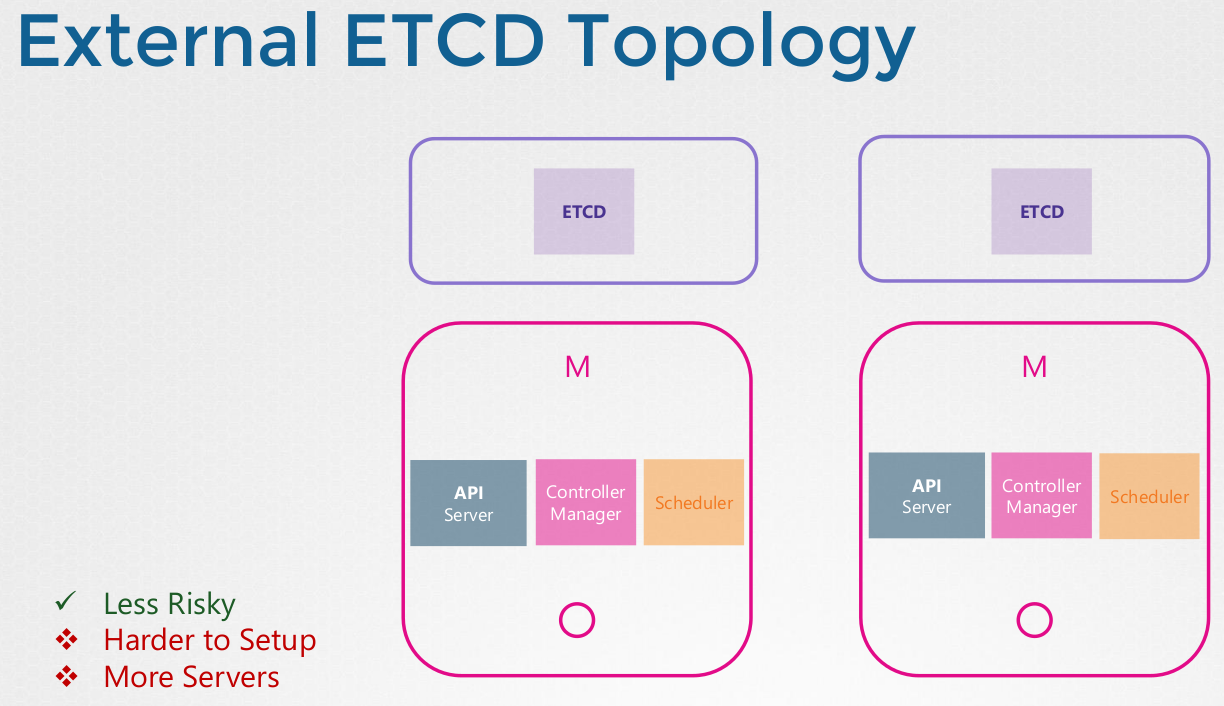 External ETCD Topology
ETCD
ETCD
M
M
API
Server
Controller
Manager
Scheduler
API
Server
Controller
Manager
Scheduler
Less Risky
Harder to Setup
More Servers